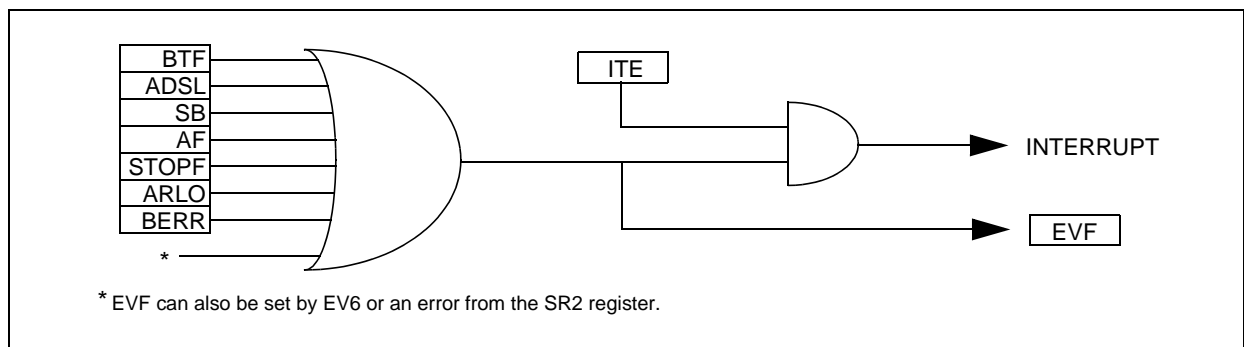 BTF
ADSL
SB
AF
STOPF
ARLO
BERR
*
ITE
INTERRUPT
EVF
* EVF can also be set by EV6 or an error from the SR2 register.